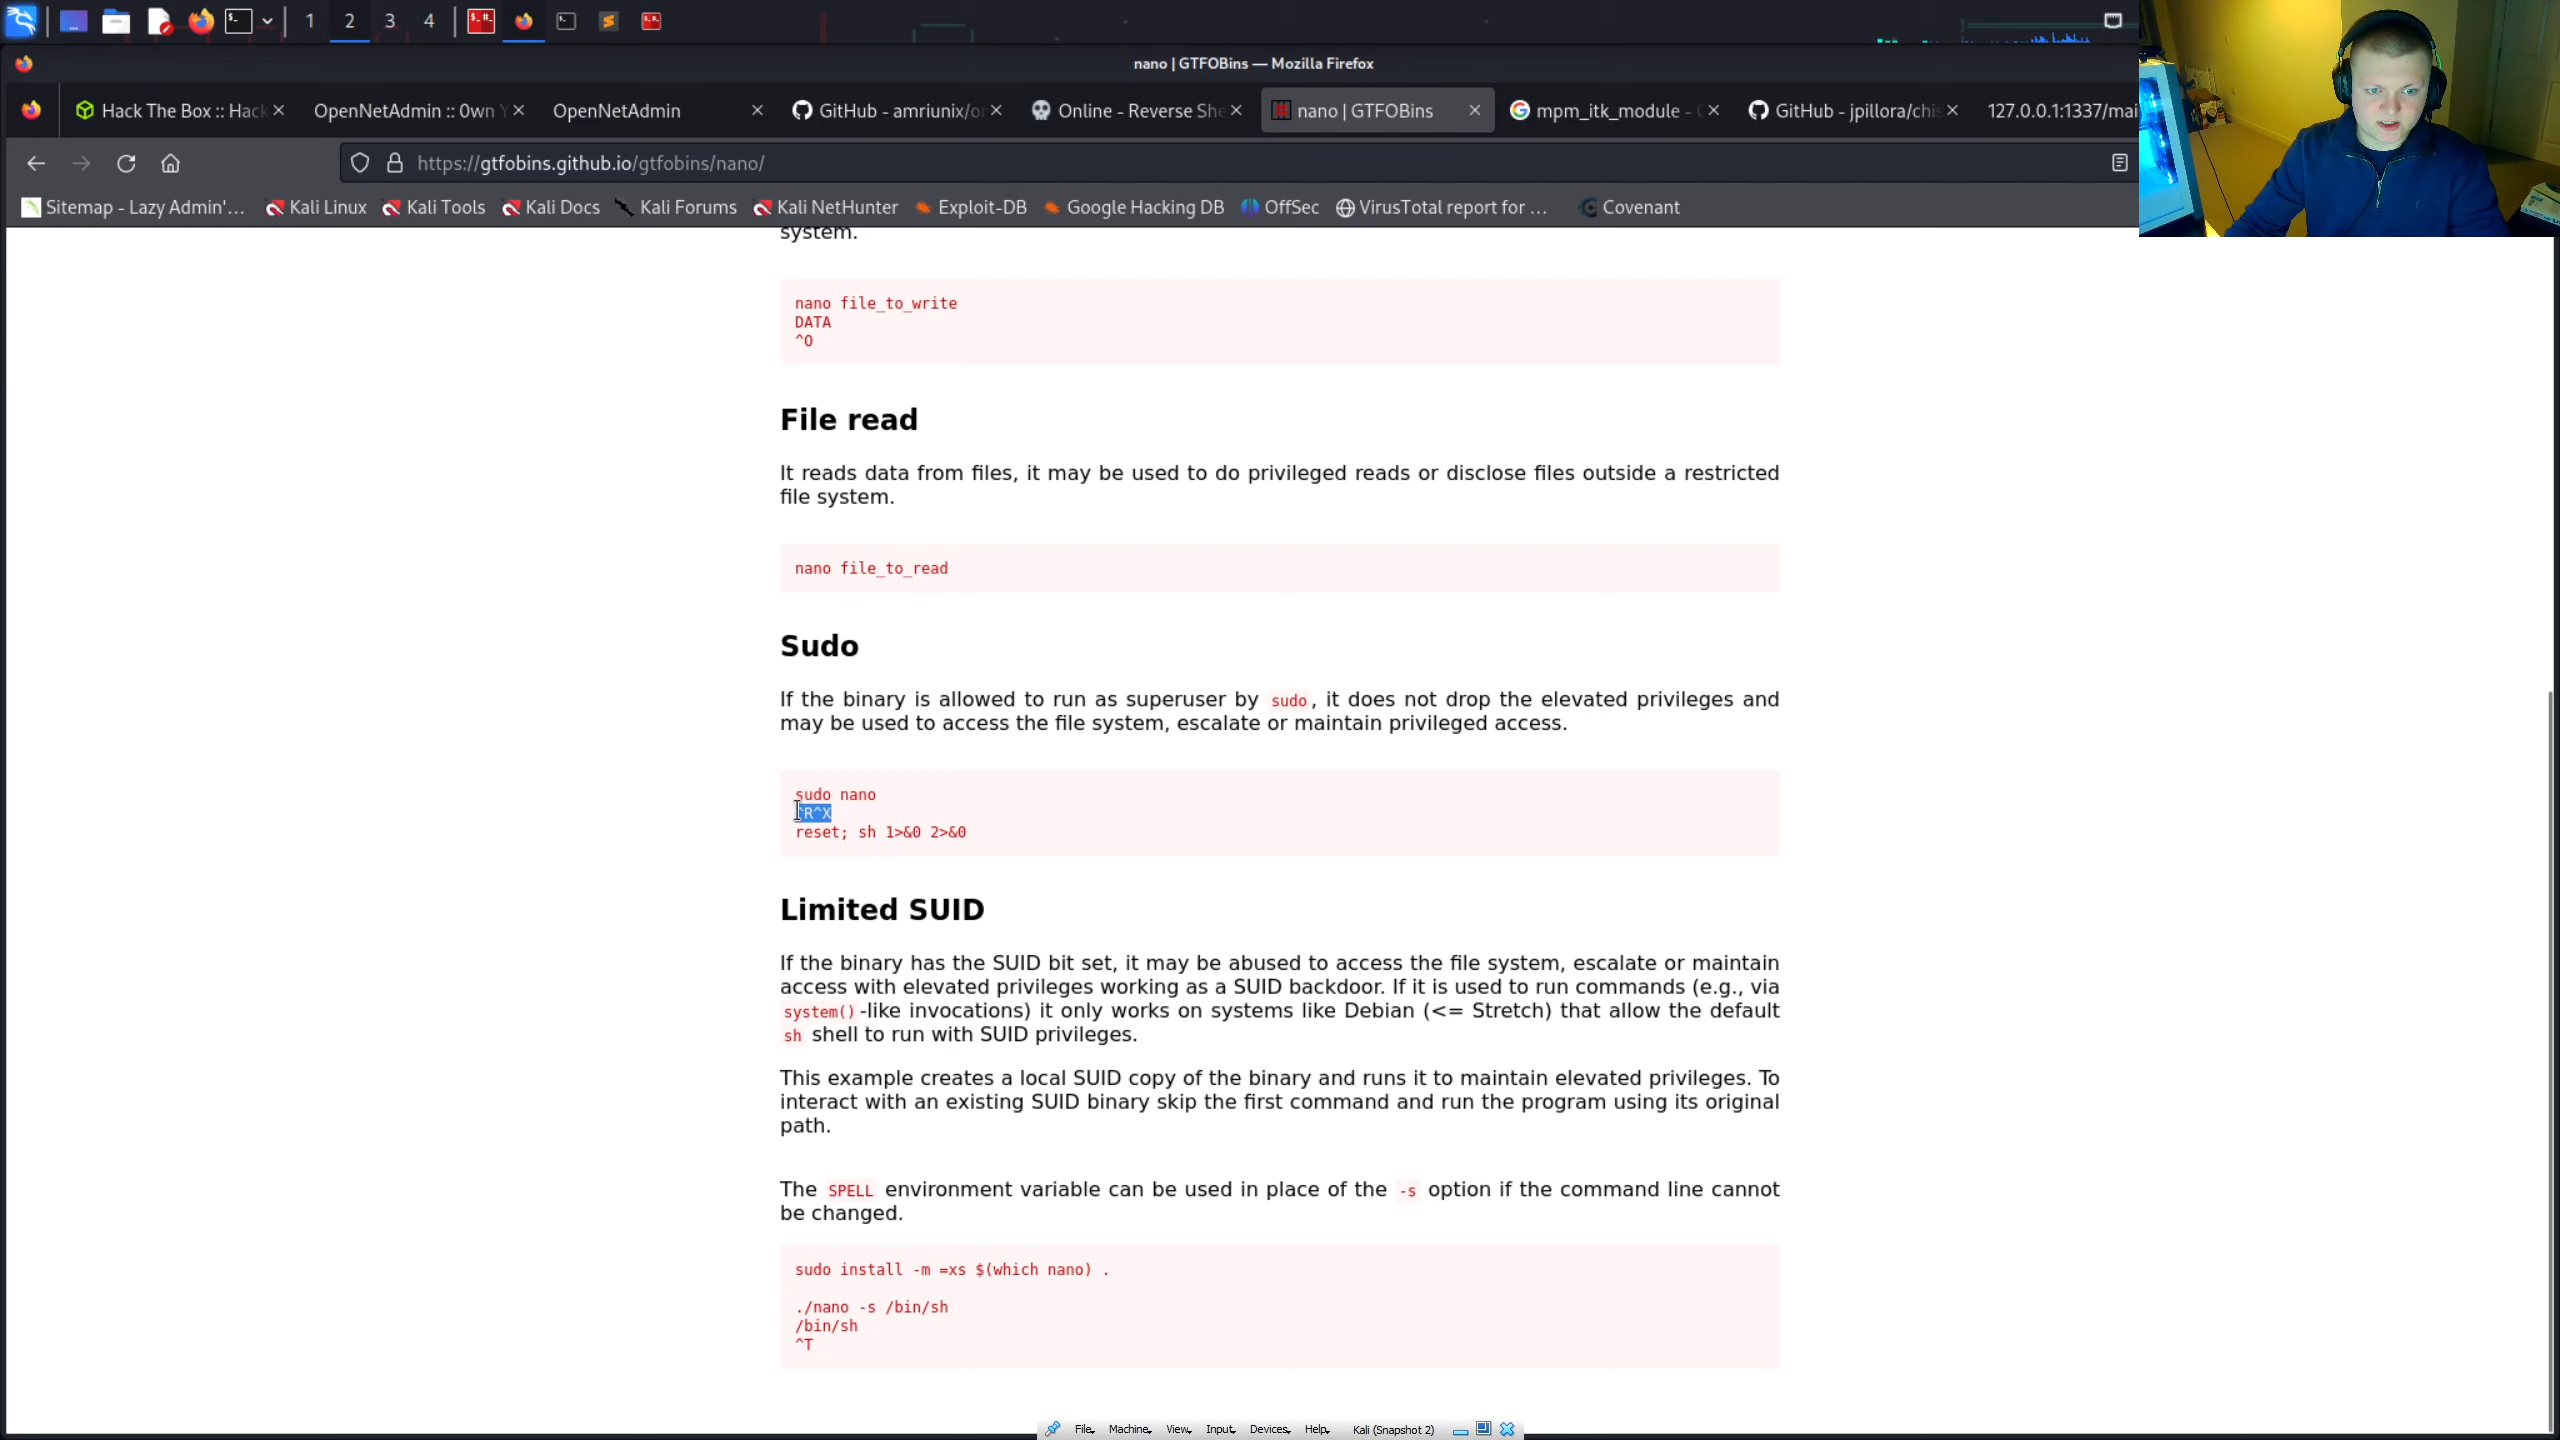 1 2 3 4
nano | GTFOBins — Mozilla Firefox
Hack The Box :: Hack
OpenNetAdmin :: 0wn Y
OpenNetAdmin
GitHub - amriunix/or
Online - Reverse She
nano | GTFOBins
mpm_itk_module -
GitHub - jpillora/chis
127.0.0.1:1337/mai
https://gtfobins.github.io/gtfobins/nano/
Sitemap - Lazy Admin'... Kali Linux Kali Tools Kali Docs Kali Forums Kali NetHunter Exploit-DB Google Hacking DB OffSec VirusTotal report for ... Covenant
system.
nano file_to_write
DATA
^O
File read
It reads data from files, it may be used to do privileged reads or disclose files outside a restricted
file system.
nano file_to_read
Sudo
If the binary is allowed to run as superuser by sudo, it does not drop the elevated privileges and
may be used to access the file system, escalate or maintain privileged access.
sudo nano
^R^X
reset; sh 1>&0 2>&0
Limited SUID
If the binary has the SUID bit set, it may be abused to access the file system, escalate or maintain
access with elevated privileges working as a SUID backdoor. If it is used to run commands (e.g., via
system()-like invocations) it only works on systems like Debian (<= Stretch) that allow the default
sh shell to run with SUID privileges.
This example creates a local SUID copy of the binary and runs it to maintain elevated privileges. To
interact with an existing SUID binary skip the first command and run the program using its original
path.
The SPELL environment variable can be used in place of the -s option if the command line cannot
be changed.
sudo install -m =xs $(which nano) .
./nano -s /bin/sh
/bin/sh
^T
File Machine View Input Devices Help Kali (Snapshot 2)